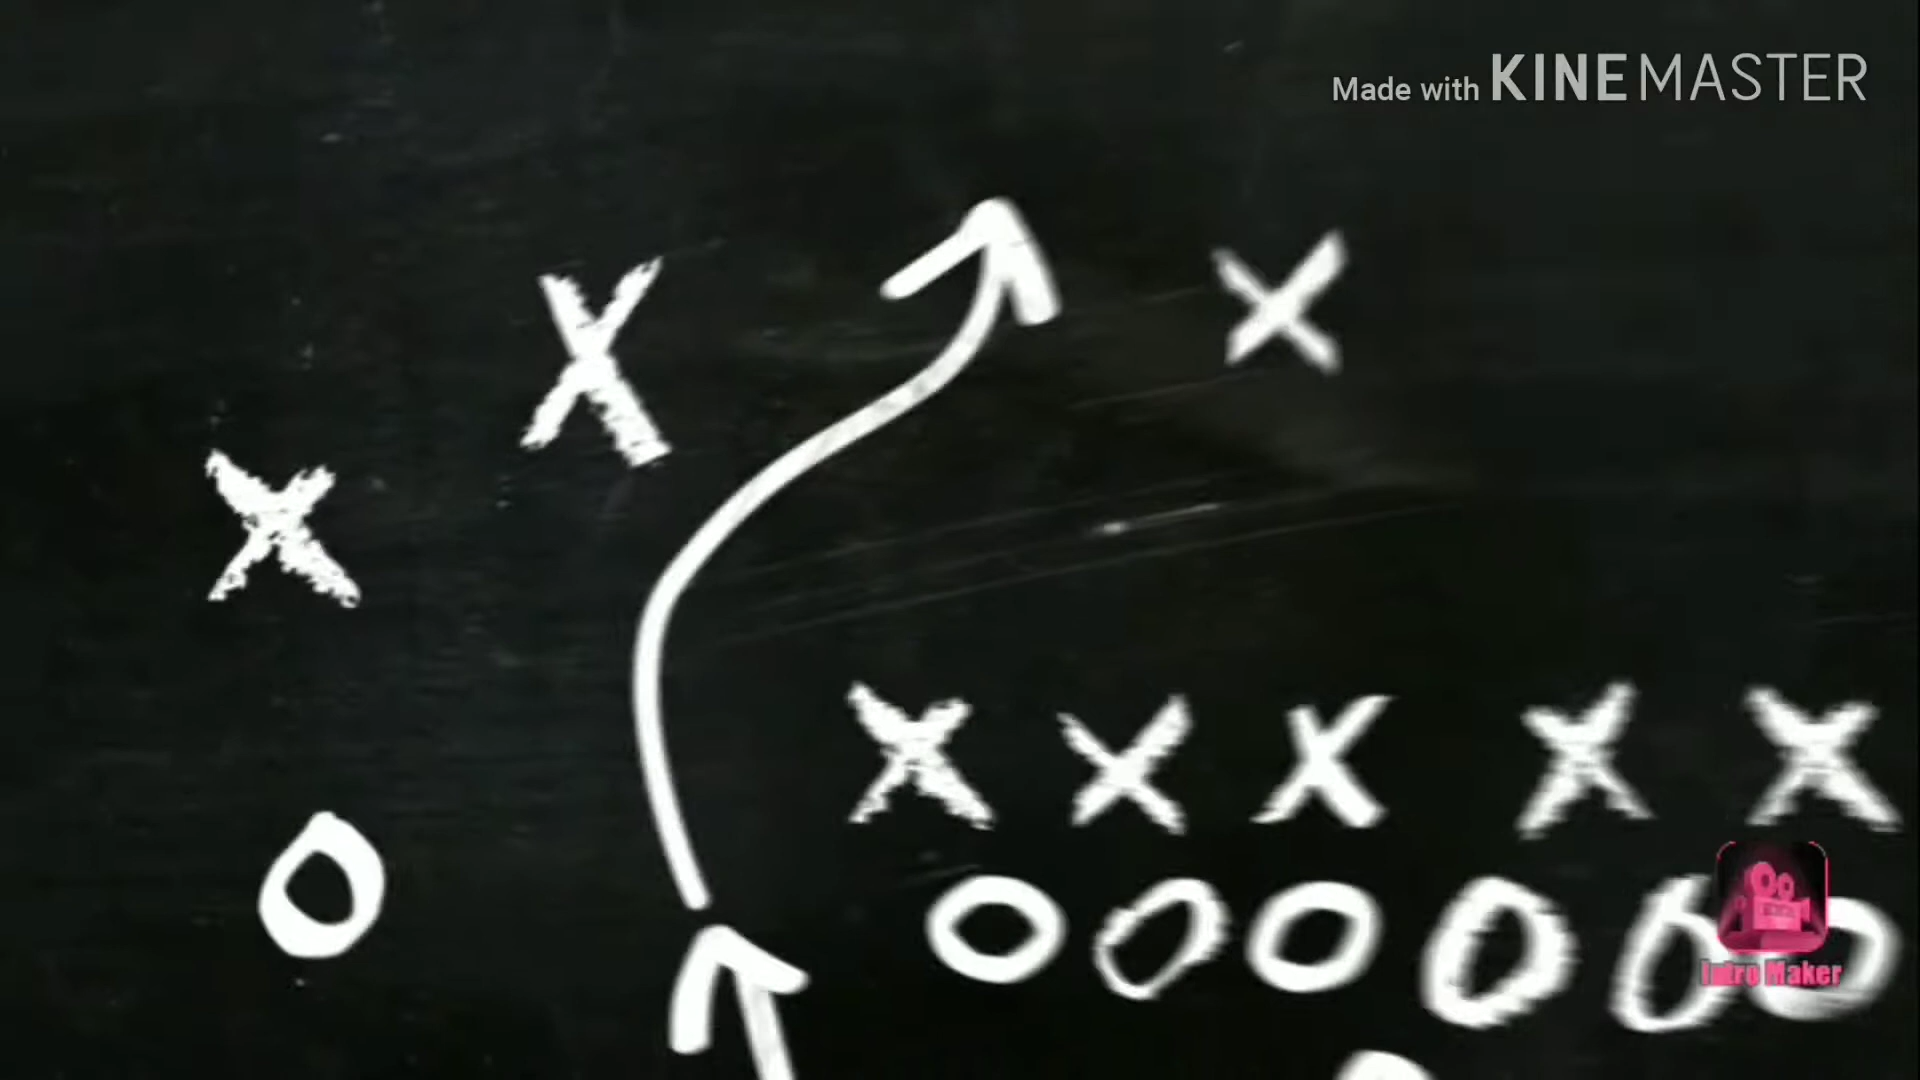 Made with KINEMASTER
X
X
X
X X X X X
O
O O O O O O
Intro Maker